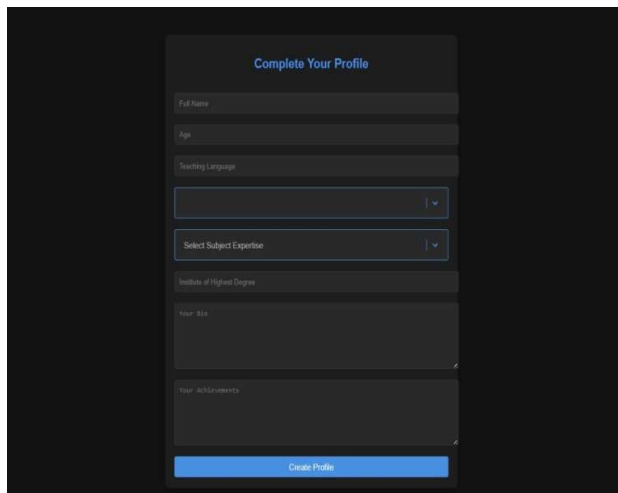 Complete Your Profile
Full Name
Age
Teaching Language
Select Subject Expertise
Institute of Highest Degree
Your Bio
Your Achievements
Create Profile